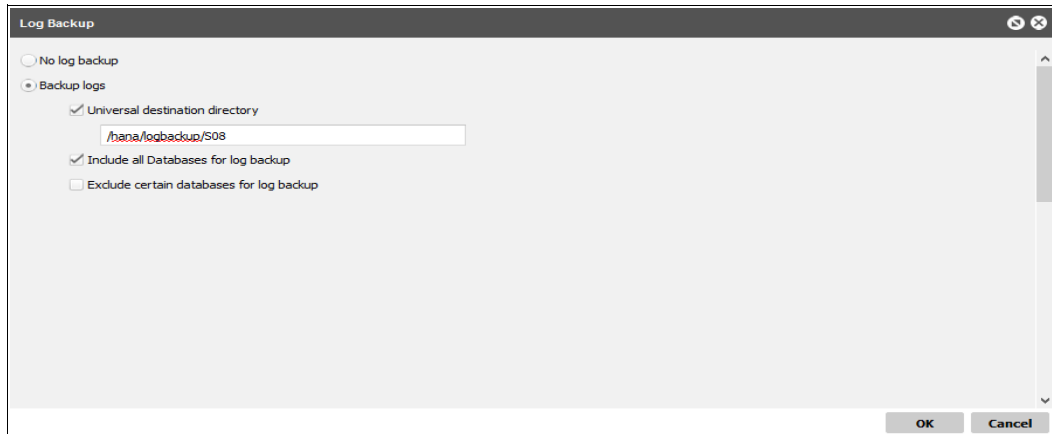 Log Backup
No log backup
Backup logs
Universal destination directory
/hana/logbackup/S08
Include all Databases for log backup
Exclude certain databases for log backup
OK Cancel